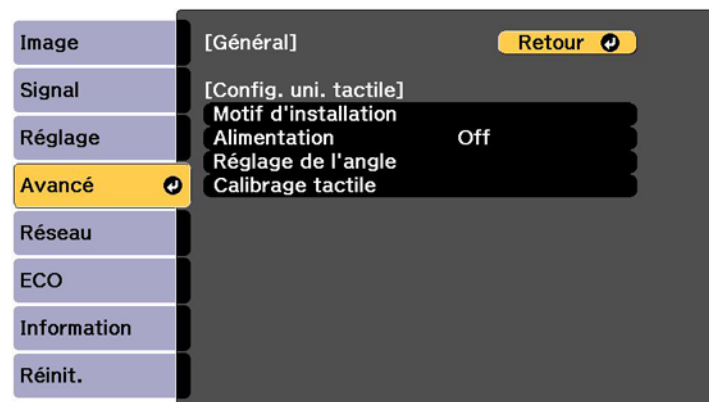 Image
Signal
Réglage
Avancé
Réseau
ECO
Information
Réinit.
[Général]
Retour
[Config. uni. tactile]
Motif d'installation
Alimentation Off
Réglage de l'angle
Calibrage tactile